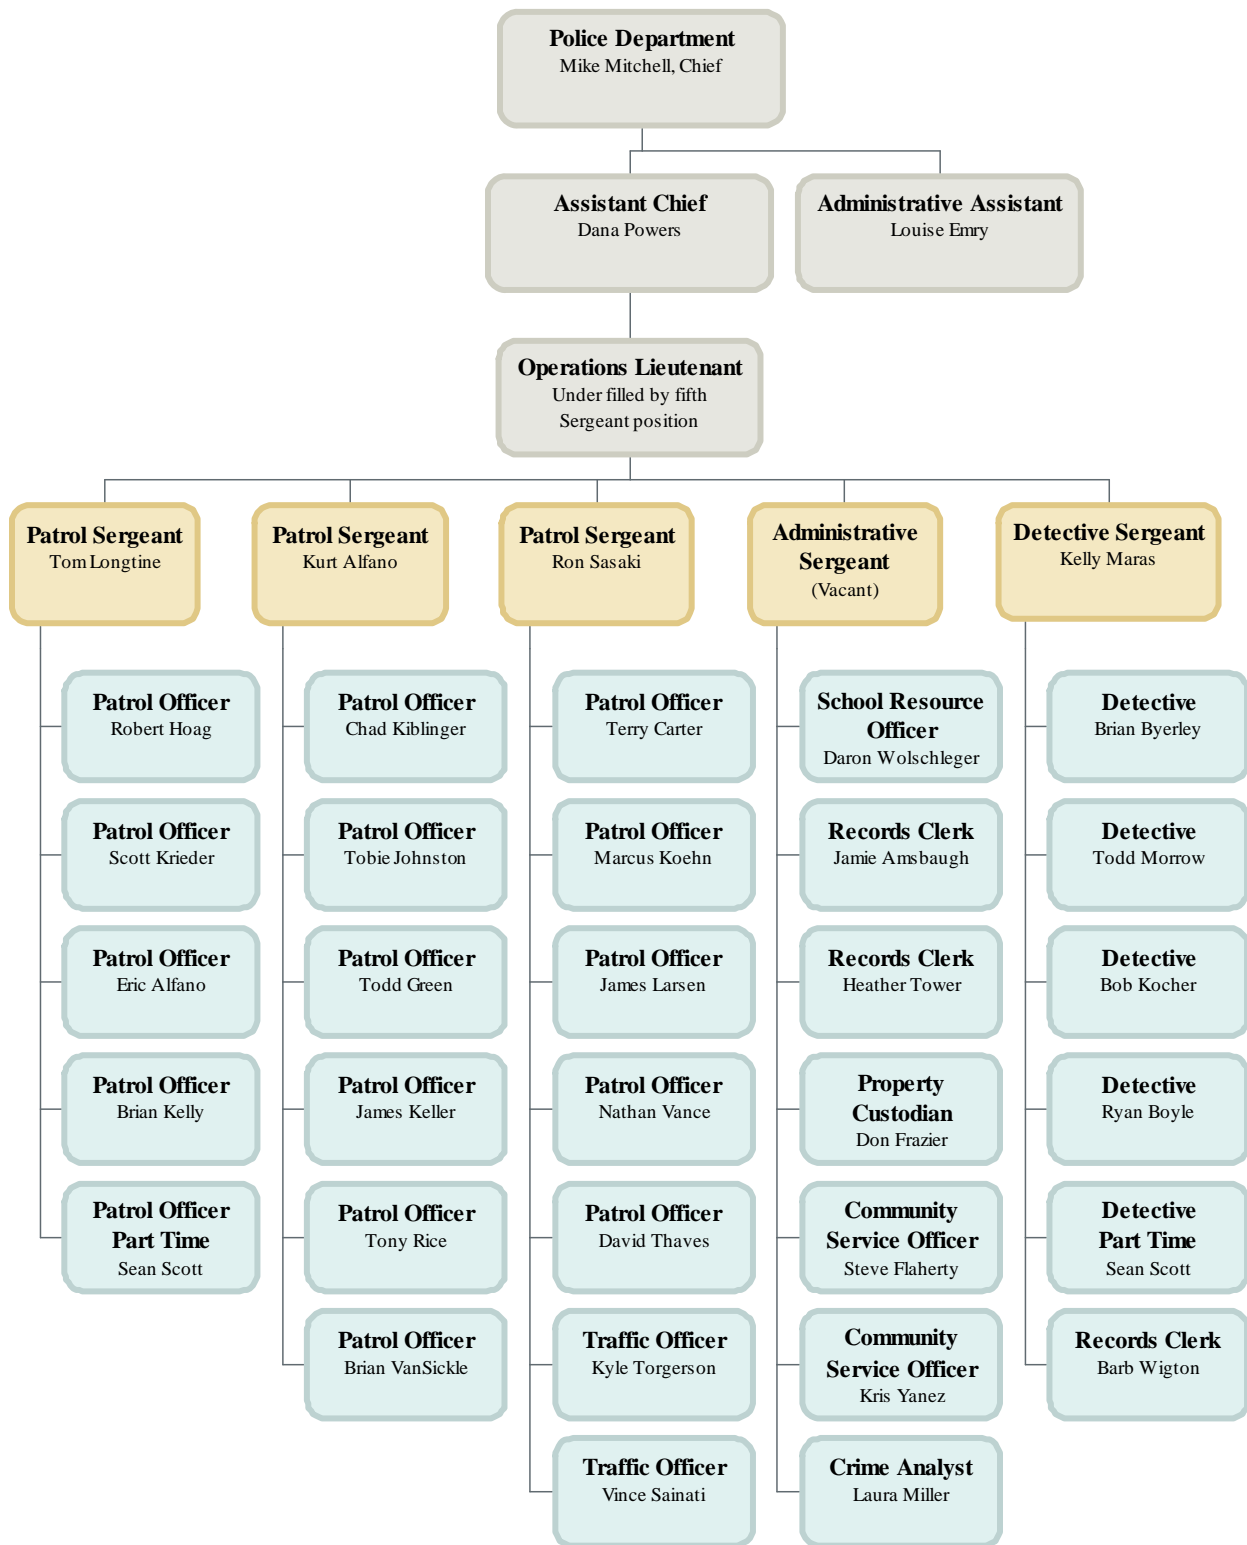 Police Department
Mike Mitchell, Chief
Assistant Chief
Dana Powers
Administrative Assistant
Louise Emry
Operations Lieutenant
Under filled by fifth
Sergeant position
Patrol Sergeant
Tom Longtine
Patrol Sergeant
Kurt Alfano
Patrol Sergeant
Ron Sasaki
Administrative
Sergeant
(Vacant)
Detective Sergeant
Kelly Maras
Patrol Officer
Robert Hoag
Patrol Officer
Scott Krieder
Patrol Officer
Eric Alfano
Patrol Officer
Brian Kelly
Patrol Officer
Part Time
Sean Scott
Patrol Officer
Chad Kiblinger
Patrol Officer
Tobie Johnston
Patrol Officer
Todd Green
Patrol Officer
James Keller
Patrol Officer
Tony Rice
Patrol Officer
Brian VanSickle
Patrol Officer
Terry Carter
Patrol Officer
Marcus Koehn
Patrol Officer
James Larsen
Patrol Officer
Nathan Vance
Patrol Officer
David Thaves
Traffic Officer
Kyle Torgerson
Traffic Officer
Vince Sainati
School Resource
Officer
Daron Wolschleger
Records Clerk
Jamie Amsbaugh
Records Clerk
Heather Tower
Property
Custodian
Don Frazier
Community
Service Officer
Steve Flaherty
Community
Service Officer
Kris Yanez
Crime Analyst
Laura Miller
Detective
Brian Byerley
Detective
Todd Morrow
Detective
Bob Kocher
Detective
Ryan Boyle
Detective
Part Time
Sean Scott
Records Clerk
Barb Wigton